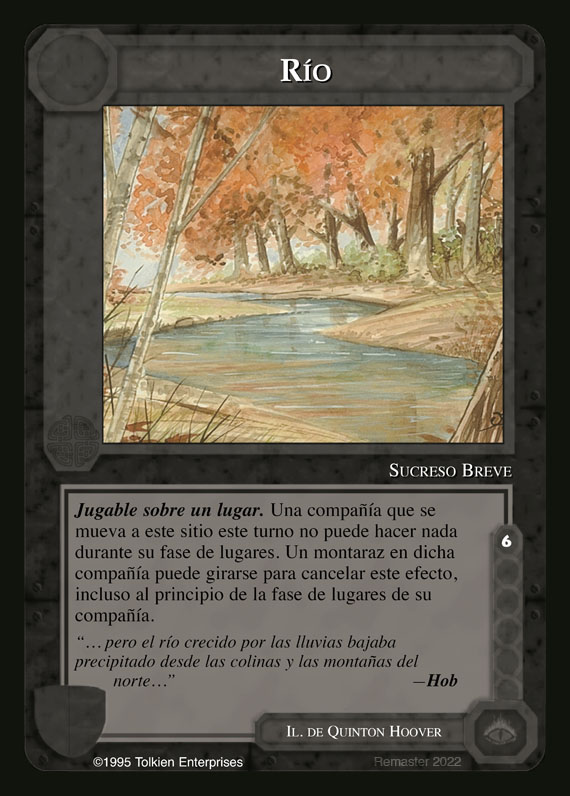 Río
Sucreso Breve
Jugable sobre un lugar. Una compañía que se
mueva a este sitio este turno no puede hacer nada
durante su fase de lugares. Un montaraz en dicha
compañía puede girarse para cancelar este efecto,
incluso al principio de la fase de lugares de su
compañía.
6
“… pero el río crecido por las lluvias bajaba
precipitado desde las colinas y las montañas del
norte…” —Hob
Il. de Quinton Hoover
©1995 Tolkien Enterprises
Remaster 2022